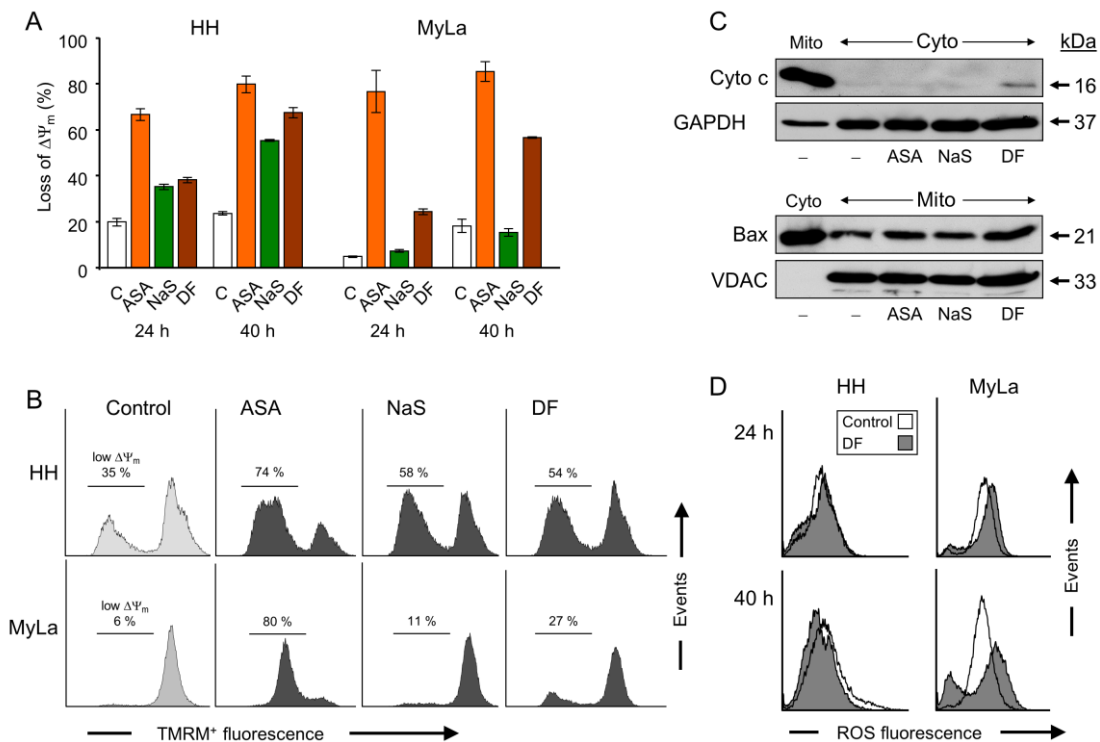 A
HH
MyLa
Loss of ΔΨm (%)
100
80
60
40
20
0
C ASA NaS DF
C ASA NaS DF
C ASA NaS DF
C ASA NaS DF
24 h
40 h
24 h
40 h
C
Mito
Cyto
kDa
Cyto c
16
GAPDH
37
– – ASA NaS DF
Cyto
Mito
Bax
21
VDAC
33
– – ASA NaS DF
B
Control
ASA
NaS
DF
HH
low ΔΨm
35 %
74 %
58 %
54 %
MyLa
low ΔΨm
6 %
80 %
11 %
27 %
Events
TMRM+ fluorescence
D
HH
MyLa
24 h
Control
DF
40 h
Events
ROS fluorescence